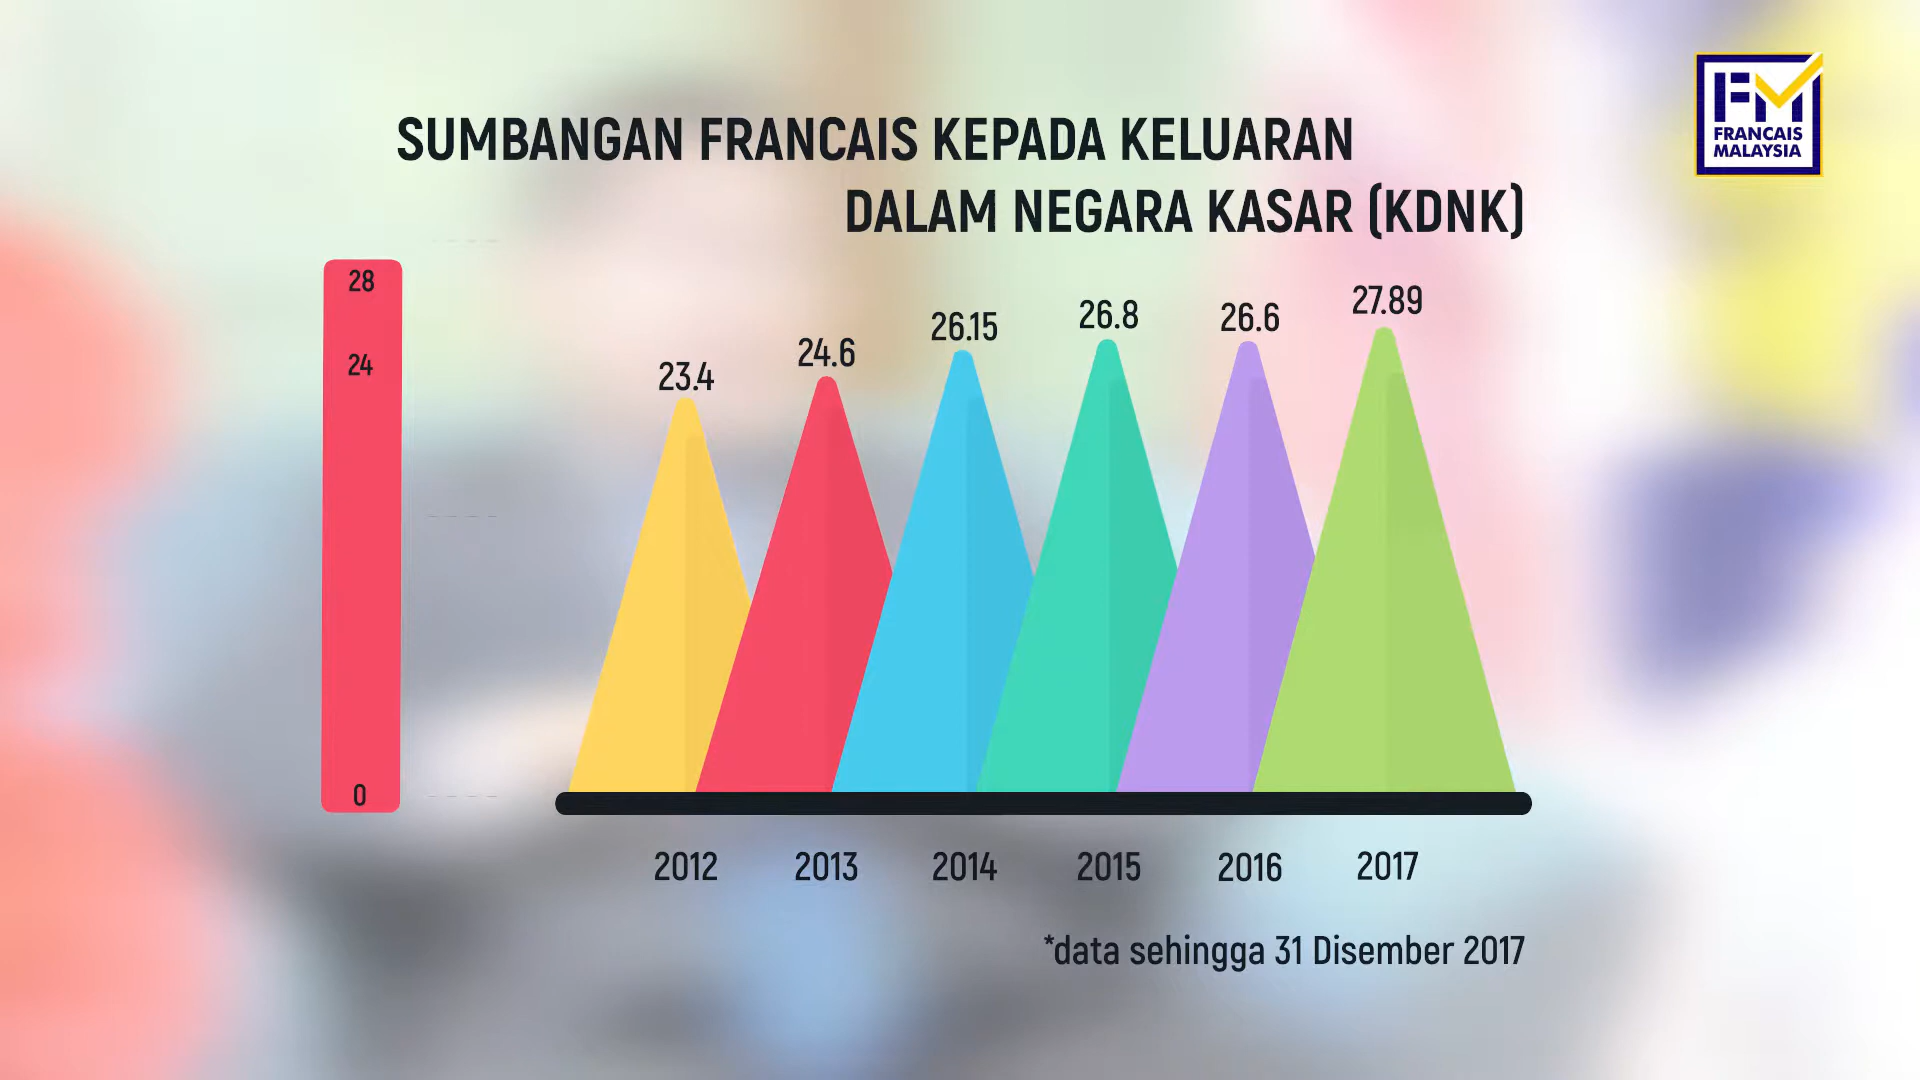 FM
FRANCAIS
MALAYSIA
SUMBANGAN FRANCAIS KEPADA KELUARAN
DALAM NEGARA KASAR (KDNK)
28
24
0
23.4
24.6
26.15
26.8
26.6
27.89
2012 2013 2014 2015 2016 2017
*data sehingga 31 Disember 2017